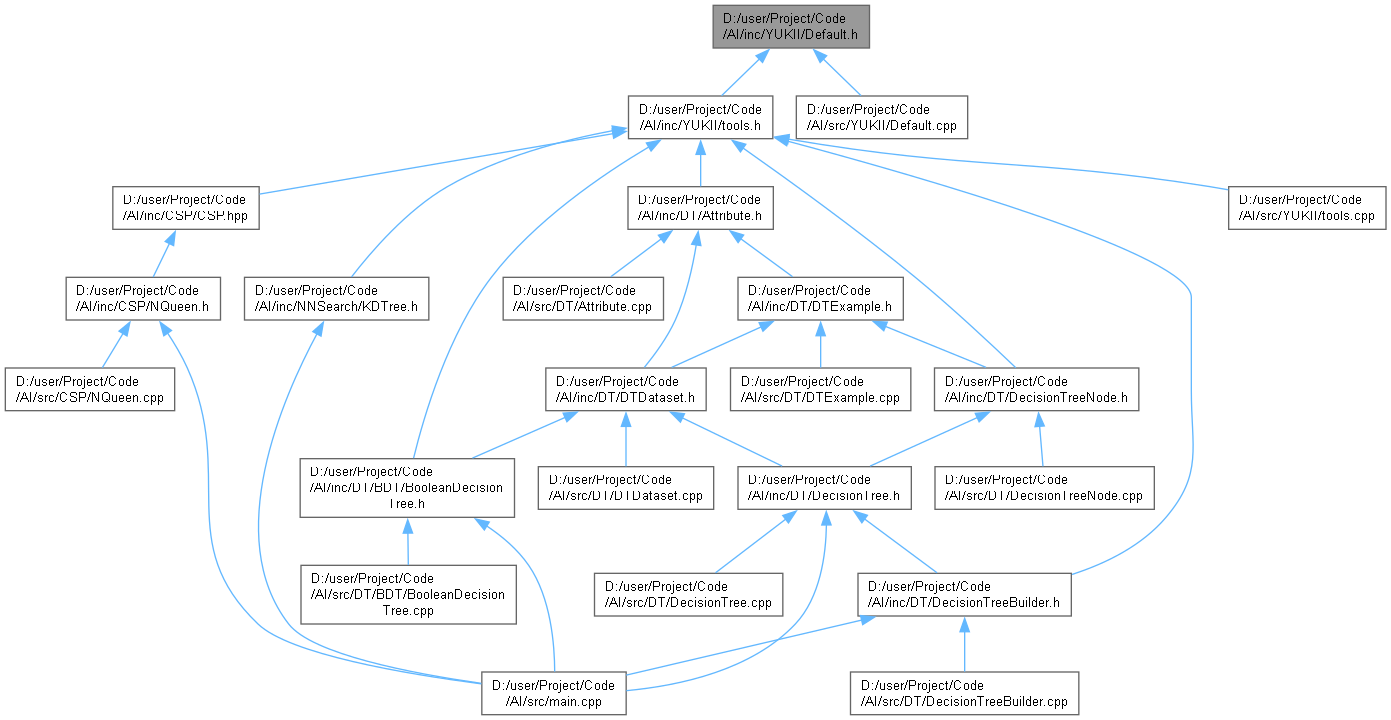 D:/user/Project/Code
/AI/inc/YUKII/Default.h
D:/user/Project/Code
/AI/inc/YUKII/tools.h
D:/user/Project/Code
/AI/src/YUKII/Default.cpp
D:/user/Project/Code
/AI/inc/CSP/CSP.hpp
D:/user/Project/Code
/AI/inc/DT/Attribute.h
D:/user/Project/Code
/AI/src/YUKII/tools.cpp
D:/user/Project/Code
/AI/inc/CSP/NQueen.h
D:/user/Project/Code
/AI/inc/NNSearch/KDTree.h
D:/user/Project/Code
/AI/src/DT/Attribute.cpp
D:/user/Project/Code
/AI/inc/DT/DTExample.h
D:/user/Project/Code
/AI/src/CSP/NQueen.cpp
D:/user/Project/Code
/AI/inc/DT/DTDataset.h
D:/user/Project/Code
/AI/src/DT/DTExample.cpp
D:/user/Project/Code
/AI/inc/DT/DecisionTreeNode.h
D:/user/Project/Code
/AI/inc/DT/BDT/BooleanDecision
Tree.h
D:/user/Project/Code
/AI/src/DT/DTDataset.cpp
D:/user/Project/Code
/AI/inc/DT/DecisionTree.h
D:/user/Project/Code
/AI/src/DT/DecisionTreeNode.cpp
D:/user/Project/Code
/AI/src/DT/BDT/BooleanDecision
Tree.cpp
D:/user/Project/Code
/AI/src/DT/DecisionTree.cpp
D:/user/Project/Code
/AI/inc/DT/DecisionTreeBuilder.h
D:/user/Project/Code
/AI/src/main.cpp
D:/user/Project/Code
/AI/src/DT/DecisionTreeBuilder.cpp